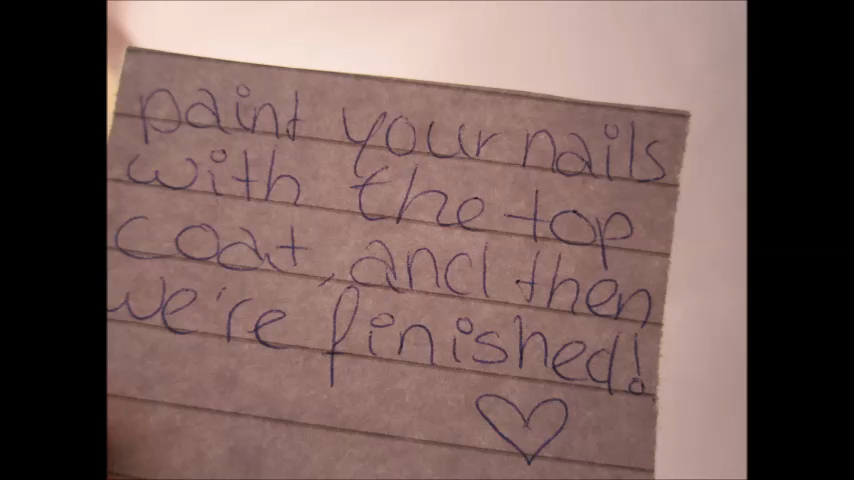 paint your nails
with the top
coat, and then
we're finished!